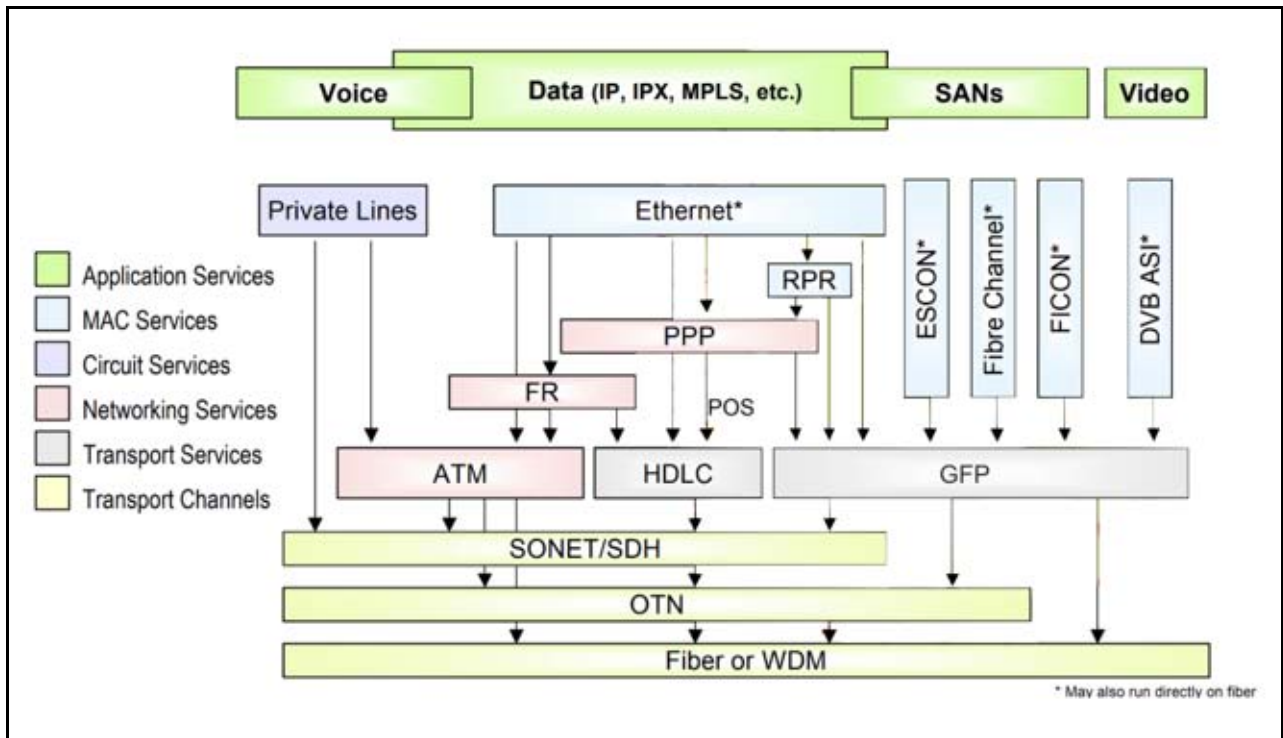 Voice
Data (IP, IPX, MPLS, etc.)
SANs
Video
Private Lines
Ethernet*
ESCON*
Fibre Channel*
FICON*
DVB ASI*
RPR
PPP
FR
POS
ATM
HDLC
GFP
SONET/SDH
OTN
Fiber or WDM
Application Services
MAC Services
Circuit Services
Networking Services
Transport Services
Transport Channels
* May also run directly on fiber